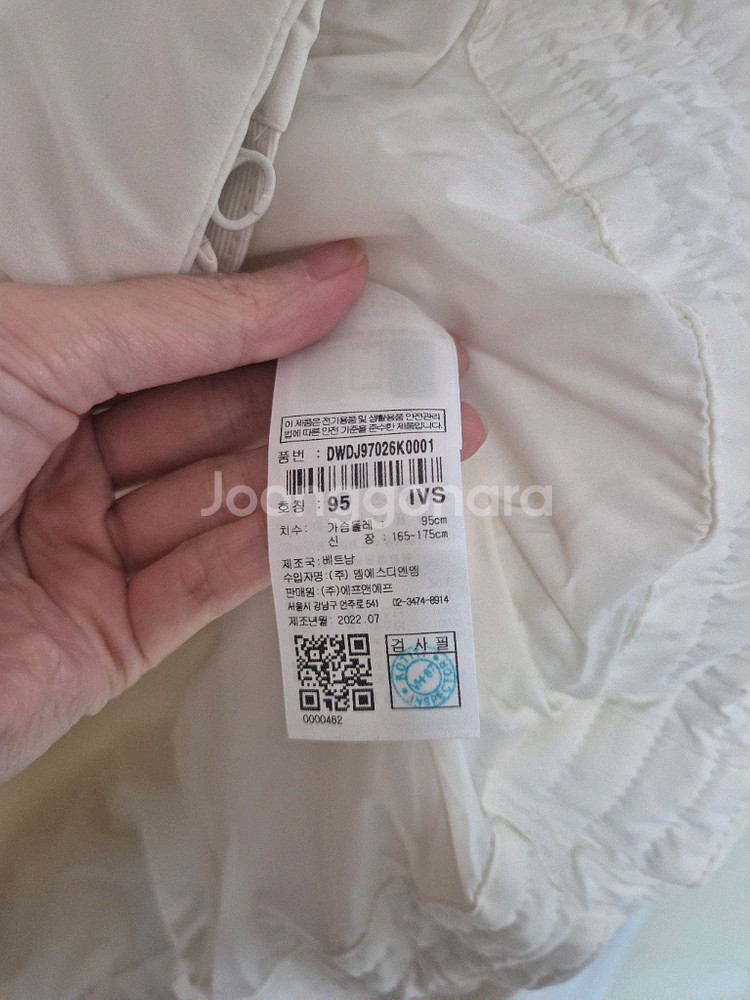 이 제품은 전기용품 및 생활용품 안전관리
법에 따른 안전 기준을 준수한 제품입니다.
품번 : DWDJ97026K0001
Joonggonara
호칭 : 95 IVS
치수: 가슴둘레 : 95cm
신 장 : 165-175cm
제조국:베트남
수입자명:(주) 엠에스디엔엠
판매원:(주)에프앤에프
서울시 강남구 언주로 541 02-3474-8914
제조년월: 2022.07
검 사 필
INSPECTOR
0000482